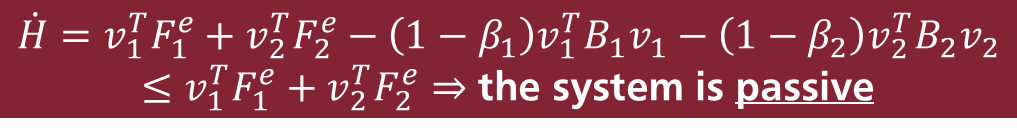 Ḣ = v₁ᵀF₁ᵉ + v₂ᵀF₂ᵉ − (1 − β₁)v₁ᵀB₁v₁ − (1 − β₂)v₂ᵀB₂v₂
≤ v₁ᵀF₁ᵉ + v₂ᵀF₂ᵉ ⇒ the system is passive